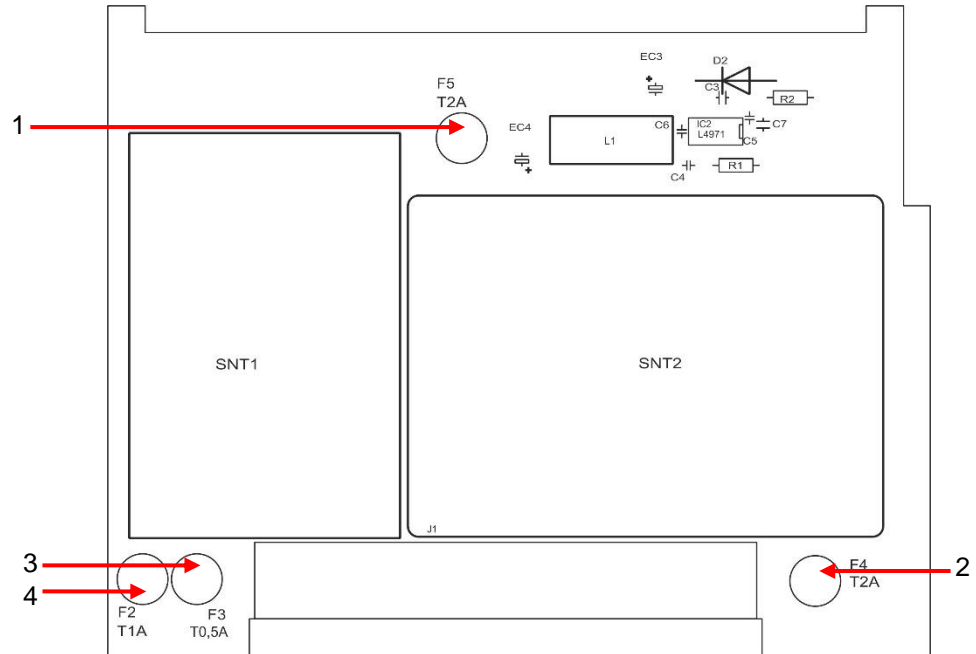 EC3
D2
F5
T2A
C3
R2
1
EC4
C6
IC2
L4971
C7
L1
C5
C4
R1
SNT1
SNT2
J1
3
F4
T2A
2
4
F2
T1A
F3
T0,5A